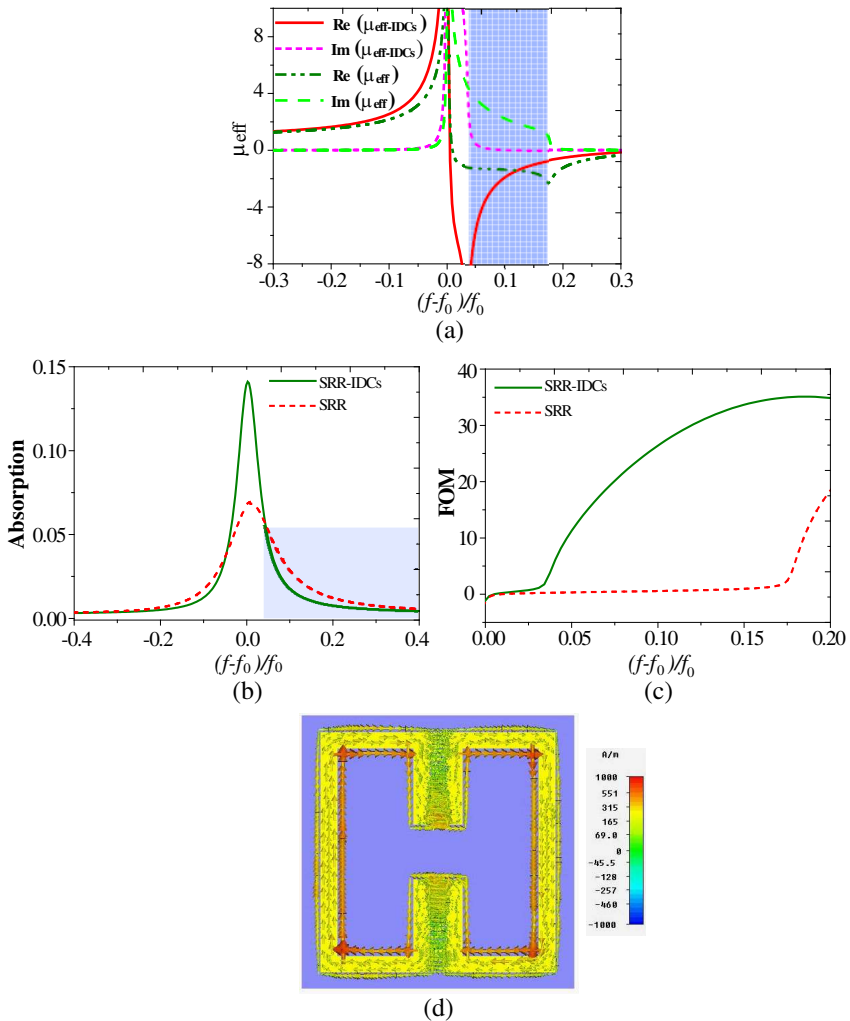 Re (μeff-IDCs)
Im (μeff-IDCs)
Re (μeff)
Im (μeff)
μeff
8
4
0
-4
-8
-0.3 -0.2 -0.1 0.0 0.1 0.2 0.3
(f-f0)/f0
(a)
Absorption
0.15
0.10
0.05
0.00
SRR-IDCs
SRR
-0.4 -0.2 0.0 0.2 0.4
(f-f0)/f0
(b)
FOM
40
35
30
20
10
0
SRR-IDCs
SRR
0.00 0.05 0.10 0.15 0.20
(f-f0)/f0
(c)
A/m
1000
551
315
165
69.0
0
-45.5
-128
-257
-460
-1000
(d)